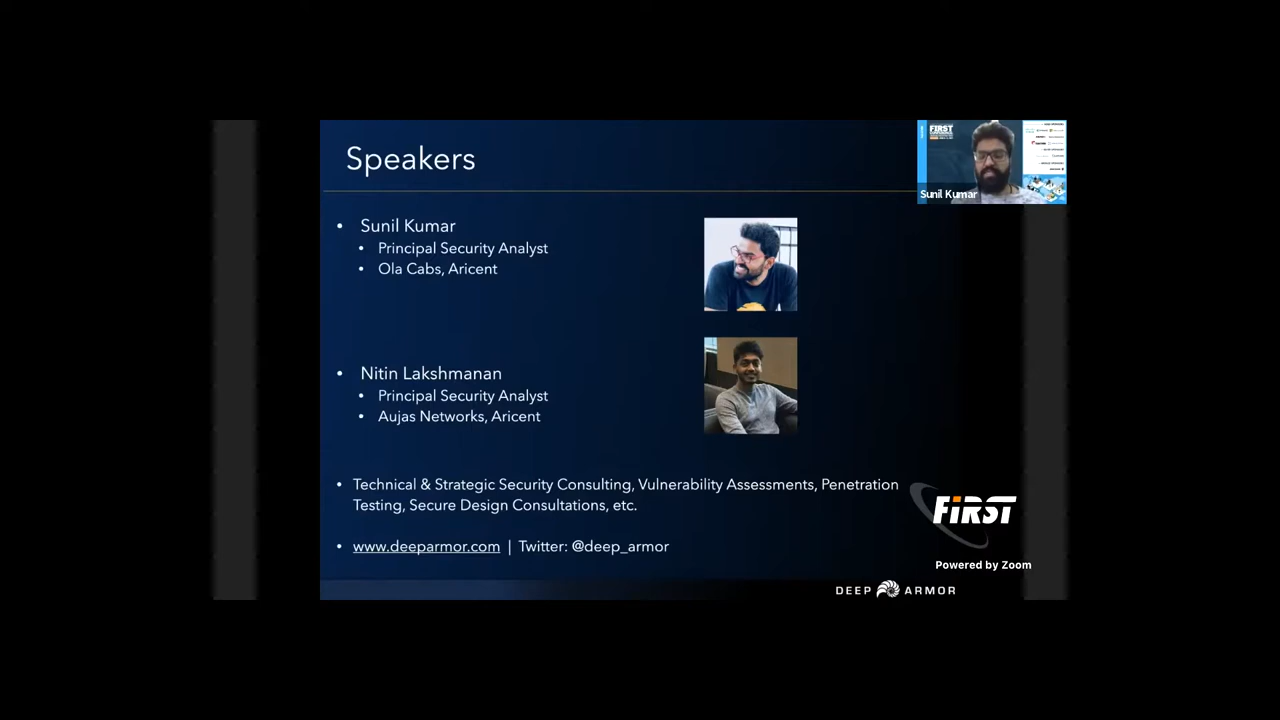 Speakers
• Sunil Kumar
• Principal Security Analyst
• Ola Cabs, Aricent
• Nitin Lakshmanan
• Principal Security Analyst
• Aujas Networks, Aricent
• Technical & Strategic Security Consulting, Vulnerability Assessments, Penetration
Testing, Secure Design Consultations, etc.
• www.deeparmor.com | Twitter: @deep_armor
FIRST
Sunil Kumar
FiRST
Powered by Zoom
DEEP ARMOR